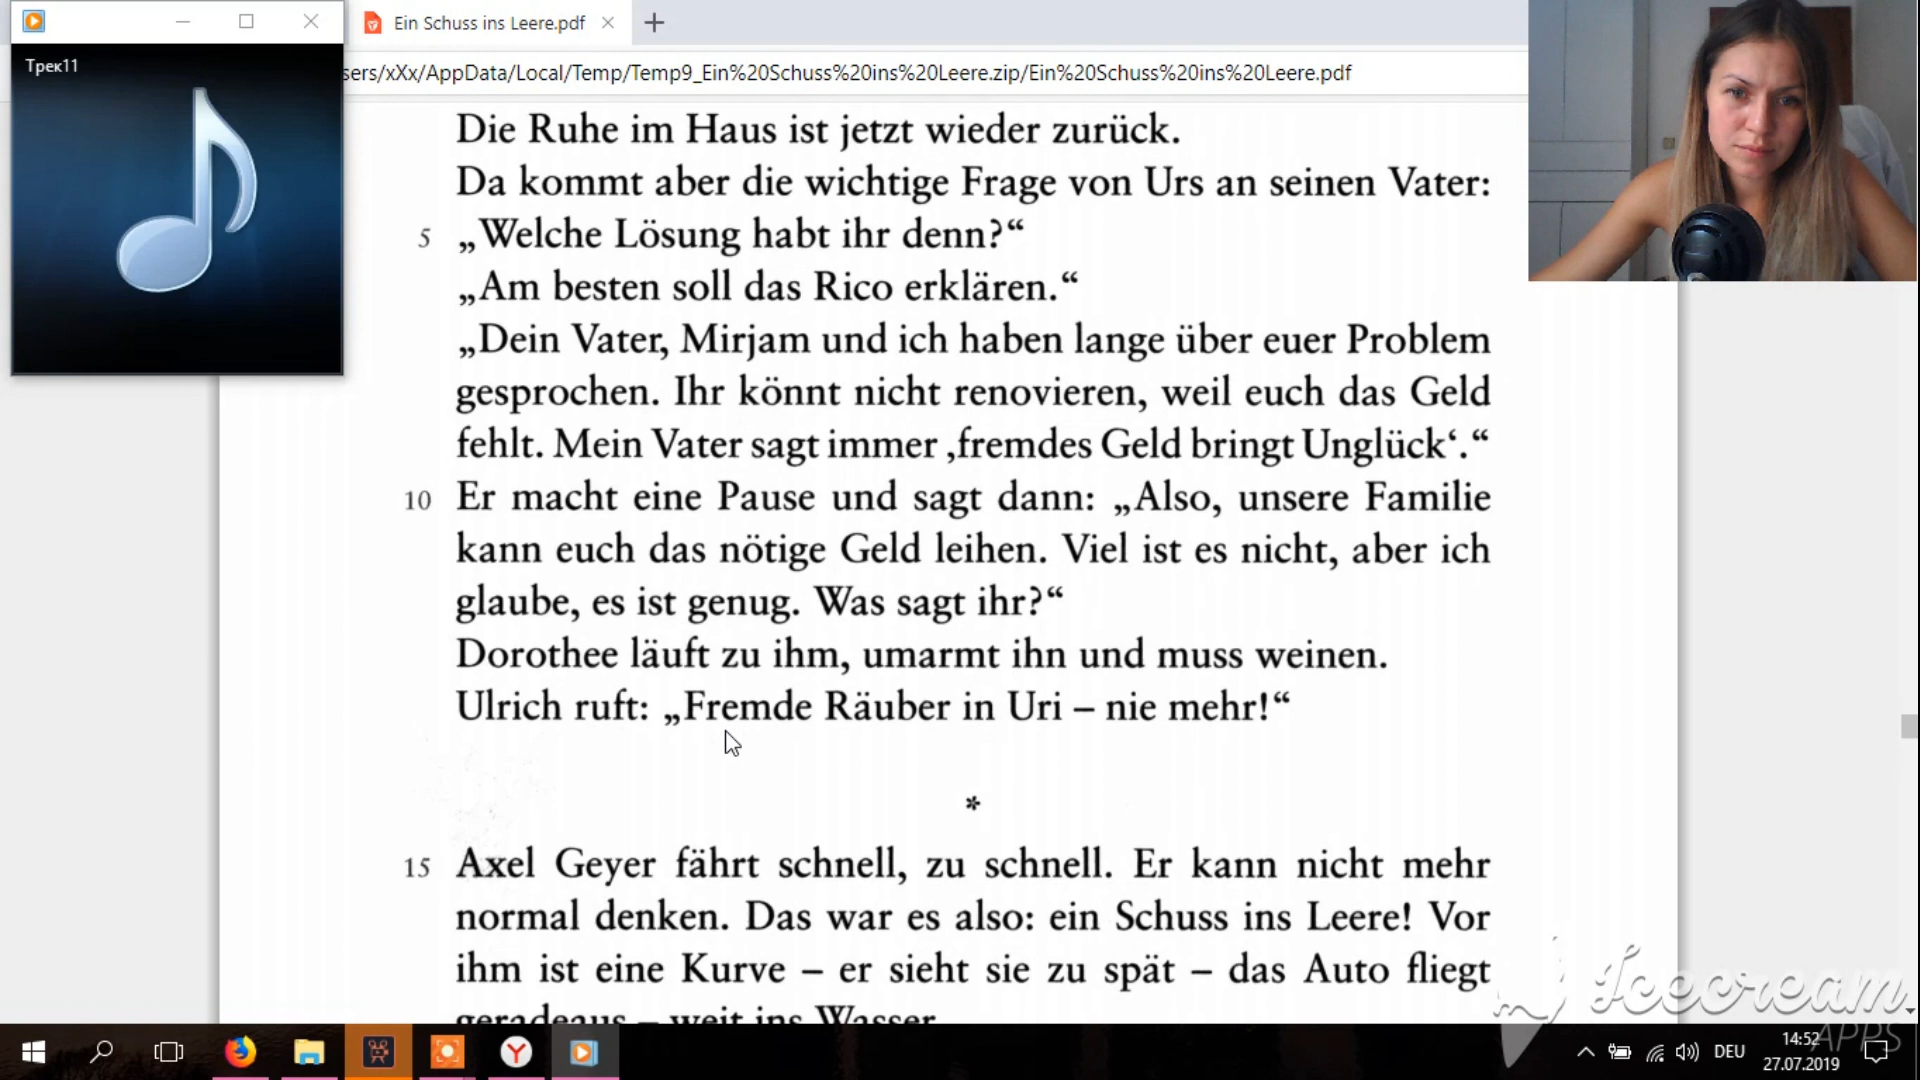 Ein Schuss ins Leere.pdf
Трек11
sers/xXx/AppData/Local/Temp/Temp9_Ein%20Schuss%20ins%20Leere.zip/Ein%20Schuss%20ins%20Leere.pdf
Die Ruhe im Haus ist jetzt wieder zurück.
Da kommt aber die wichtige Frage von Urs an seinen Vater:
5 „Welche Lösung habt ihr denn?“
„Am besten soll das Rico erklären.“
„Dein Vater, Mirjam und ich haben lange über euer Problem
gesprochen. Ihr könnt nicht renovieren, weil euch das Geld
fehlt. Mein Vater sagt immer ‚fremdes Geld bringt Unglück‘.“
10 Er macht eine Pause und sagt dann: „Also, unsere Familie
kann euch das nötige Geld leihen. Viel ist es nicht, aber ich
glaube, es ist genug. Was sagt ihr?“
Dorothee läuft zu ihm, umarmt ihn und muss weinen.
Ulrich ruft: „Fremde Räuber in Uri – nie mehr!“
*
15 Axel Geyer fährt schnell, zu schnell. Er kann nicht mehr
normal denken. Das war es also: ein Schuss ins Leere! Vor
ihm ist eine Kurve – er sieht sie zu spät – das Auto fliegt
geradeaus – weit ins Wasser.
Icecream
APPS
DEU
14:52
27.07.2019